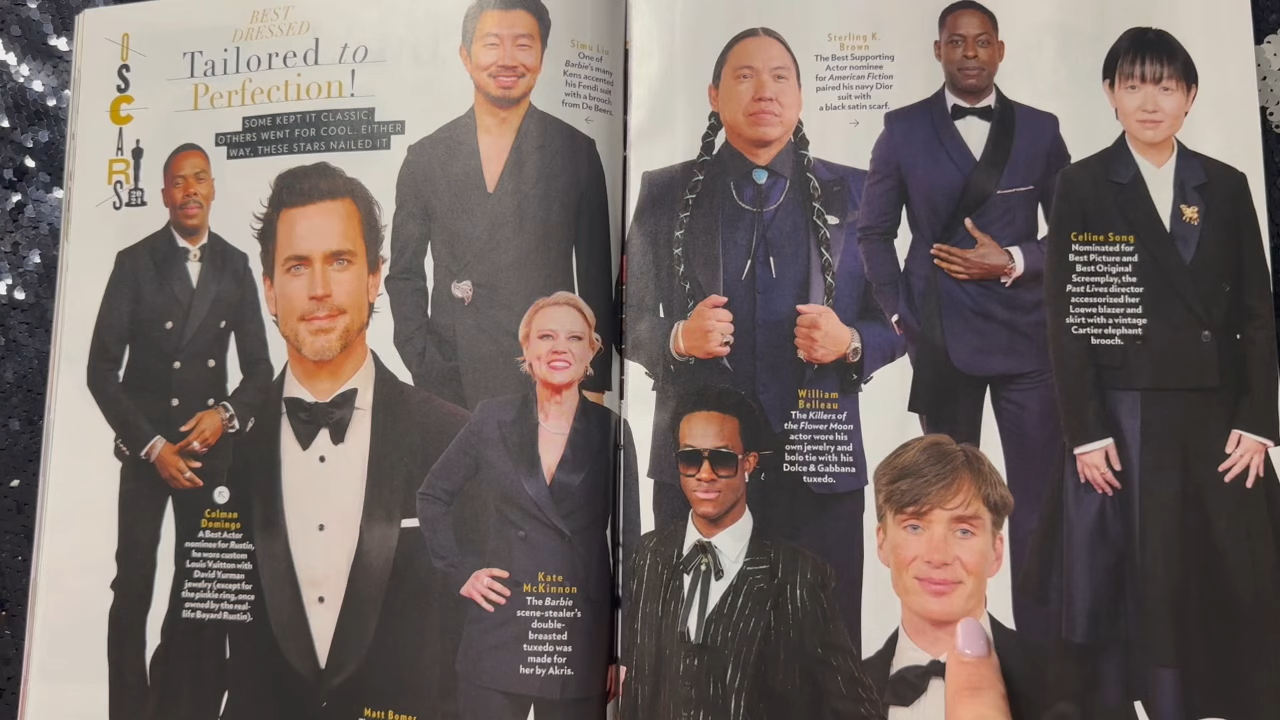 OSCARS
BEST
DRESSED
Tailored to
Perfection!
SOME KEPT IT CLASSIC,
OTHERS WENT FOR COOL. EITHER
WAY, THESE STARS NAILED IT
Simu Liu
One of
Barbie's many
Kens accented
his Fendi suit
with a brooch
from De Beers.
Colman
Domingo
A Best Actor
nominee for Rustin,
he wore custom
Louis Vuitton with
David Yurman
jewelry (except for
the pinkie ring, once
owned by the real-
life Bayard Rustin).
Kate
McKinnon
The Barbie
scene-stealer's
double-
breasted
tuxedo was
made for
her by Akris.
Matt Bomer
Sterling K.
Brown
The Best Supporting
Actor nominee
for American Fiction
paired his navy Dior
suit with
a black satin scarf.
William
Belleau
The Killers of
the Flower Moon
actor wore his
own jewelry and
bolo tie with his
Dolce & Gabbana
tuxedo.
Celine Song
Nominated for
Best Picture and
Best Original
Screenplay, the
Past Lives director
accessorized her
Loewe blazer and
skirt with a vintage
Cartier elephant
brooch.